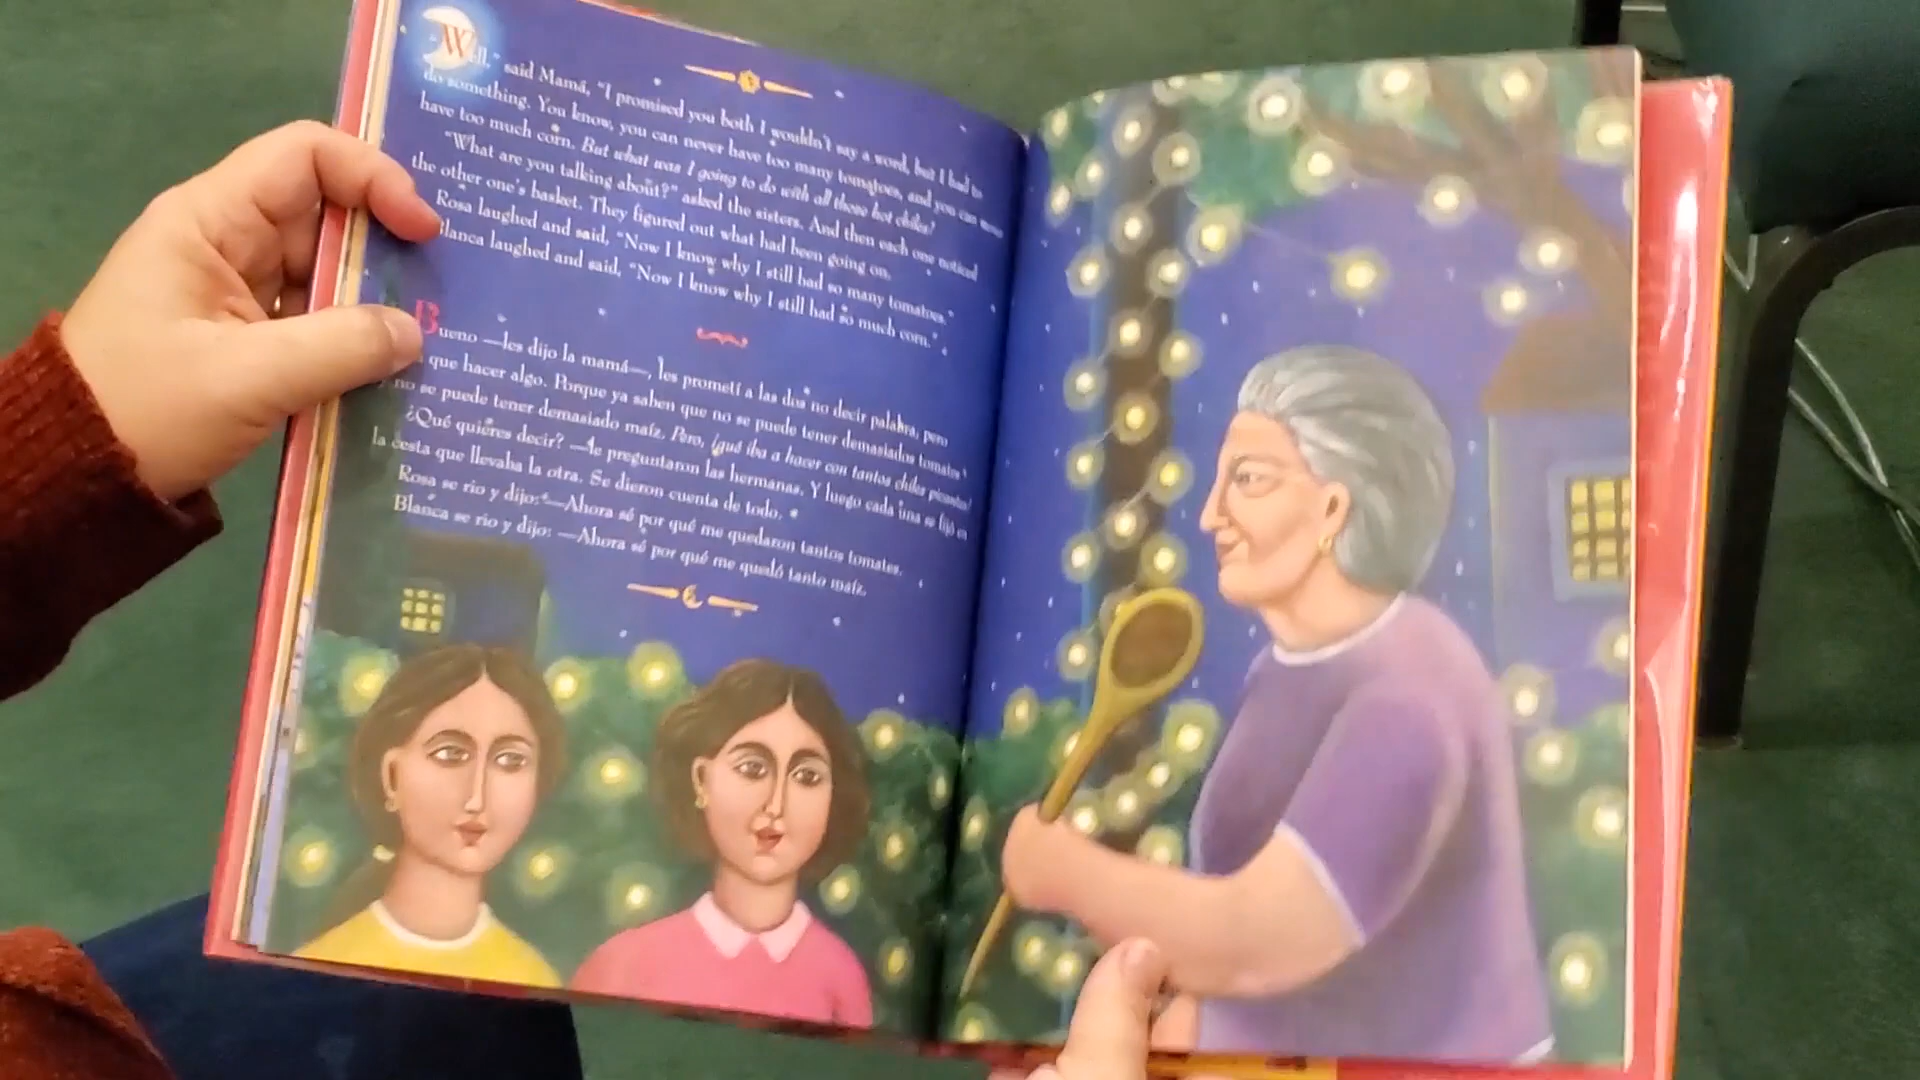 "Well," said Mamá, "I promised you both I wouldn't say a word, but I had to
do something. You know, you can never have too many tomatoes, and you can never
have too much corn. But what was I going to do with all those hot chiles?
"What are you talking about?" asked the sisters. And then each one noticed
the other one's basket. They figured out what had been going on.
Rosa laughed and said, "Now I know why I still had so many tomatoes."
Blanca laughed and said, "Now I know why I still had so much corn."
Bueno —les dijo la mamá—, les prometí a las dos no decir palabra, pero
que hacer algo. Porque ya saben que no se puede tener demasiados tomates
no se puede tener demasiado maíz. Pero, ¿qué iba a hacer con tantos chiles picantes?
¿Qué quieres decir? —le preguntaron las hermanas. Y luego cada una se fijó en
la cesta que llevaba la otra. Se dieron cuenta de todo.
Rosa se rio y dijo: —Ahora sé por qué me quedaron tantos tomates.
Blanca se rio y dijo: —Ahora sé por qué me quedó tanto maíz.